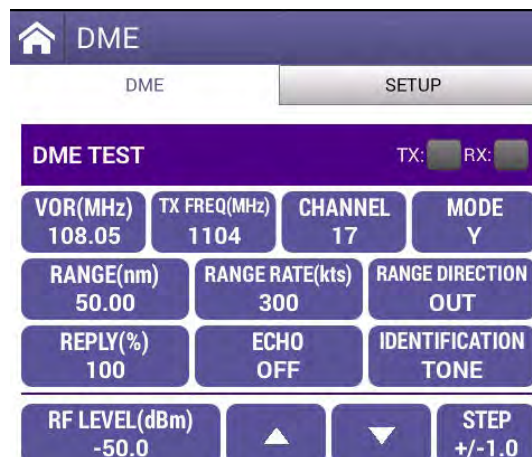 DME
DME SETUP
DME TEST TX: RX:
VOR(MHz) TX FREQ(MHz) CHANNEL MODE
108.05 1104 17 Y
RANGE(nm) RANGE RATE(kts) RANGE DIRECTION
50.00 300 OUT
REPLY(%) ECHO IDENTIFICATION
100 OFF TONE
RF LEVEL(dBm) STEP
-50.0 +/-1.0